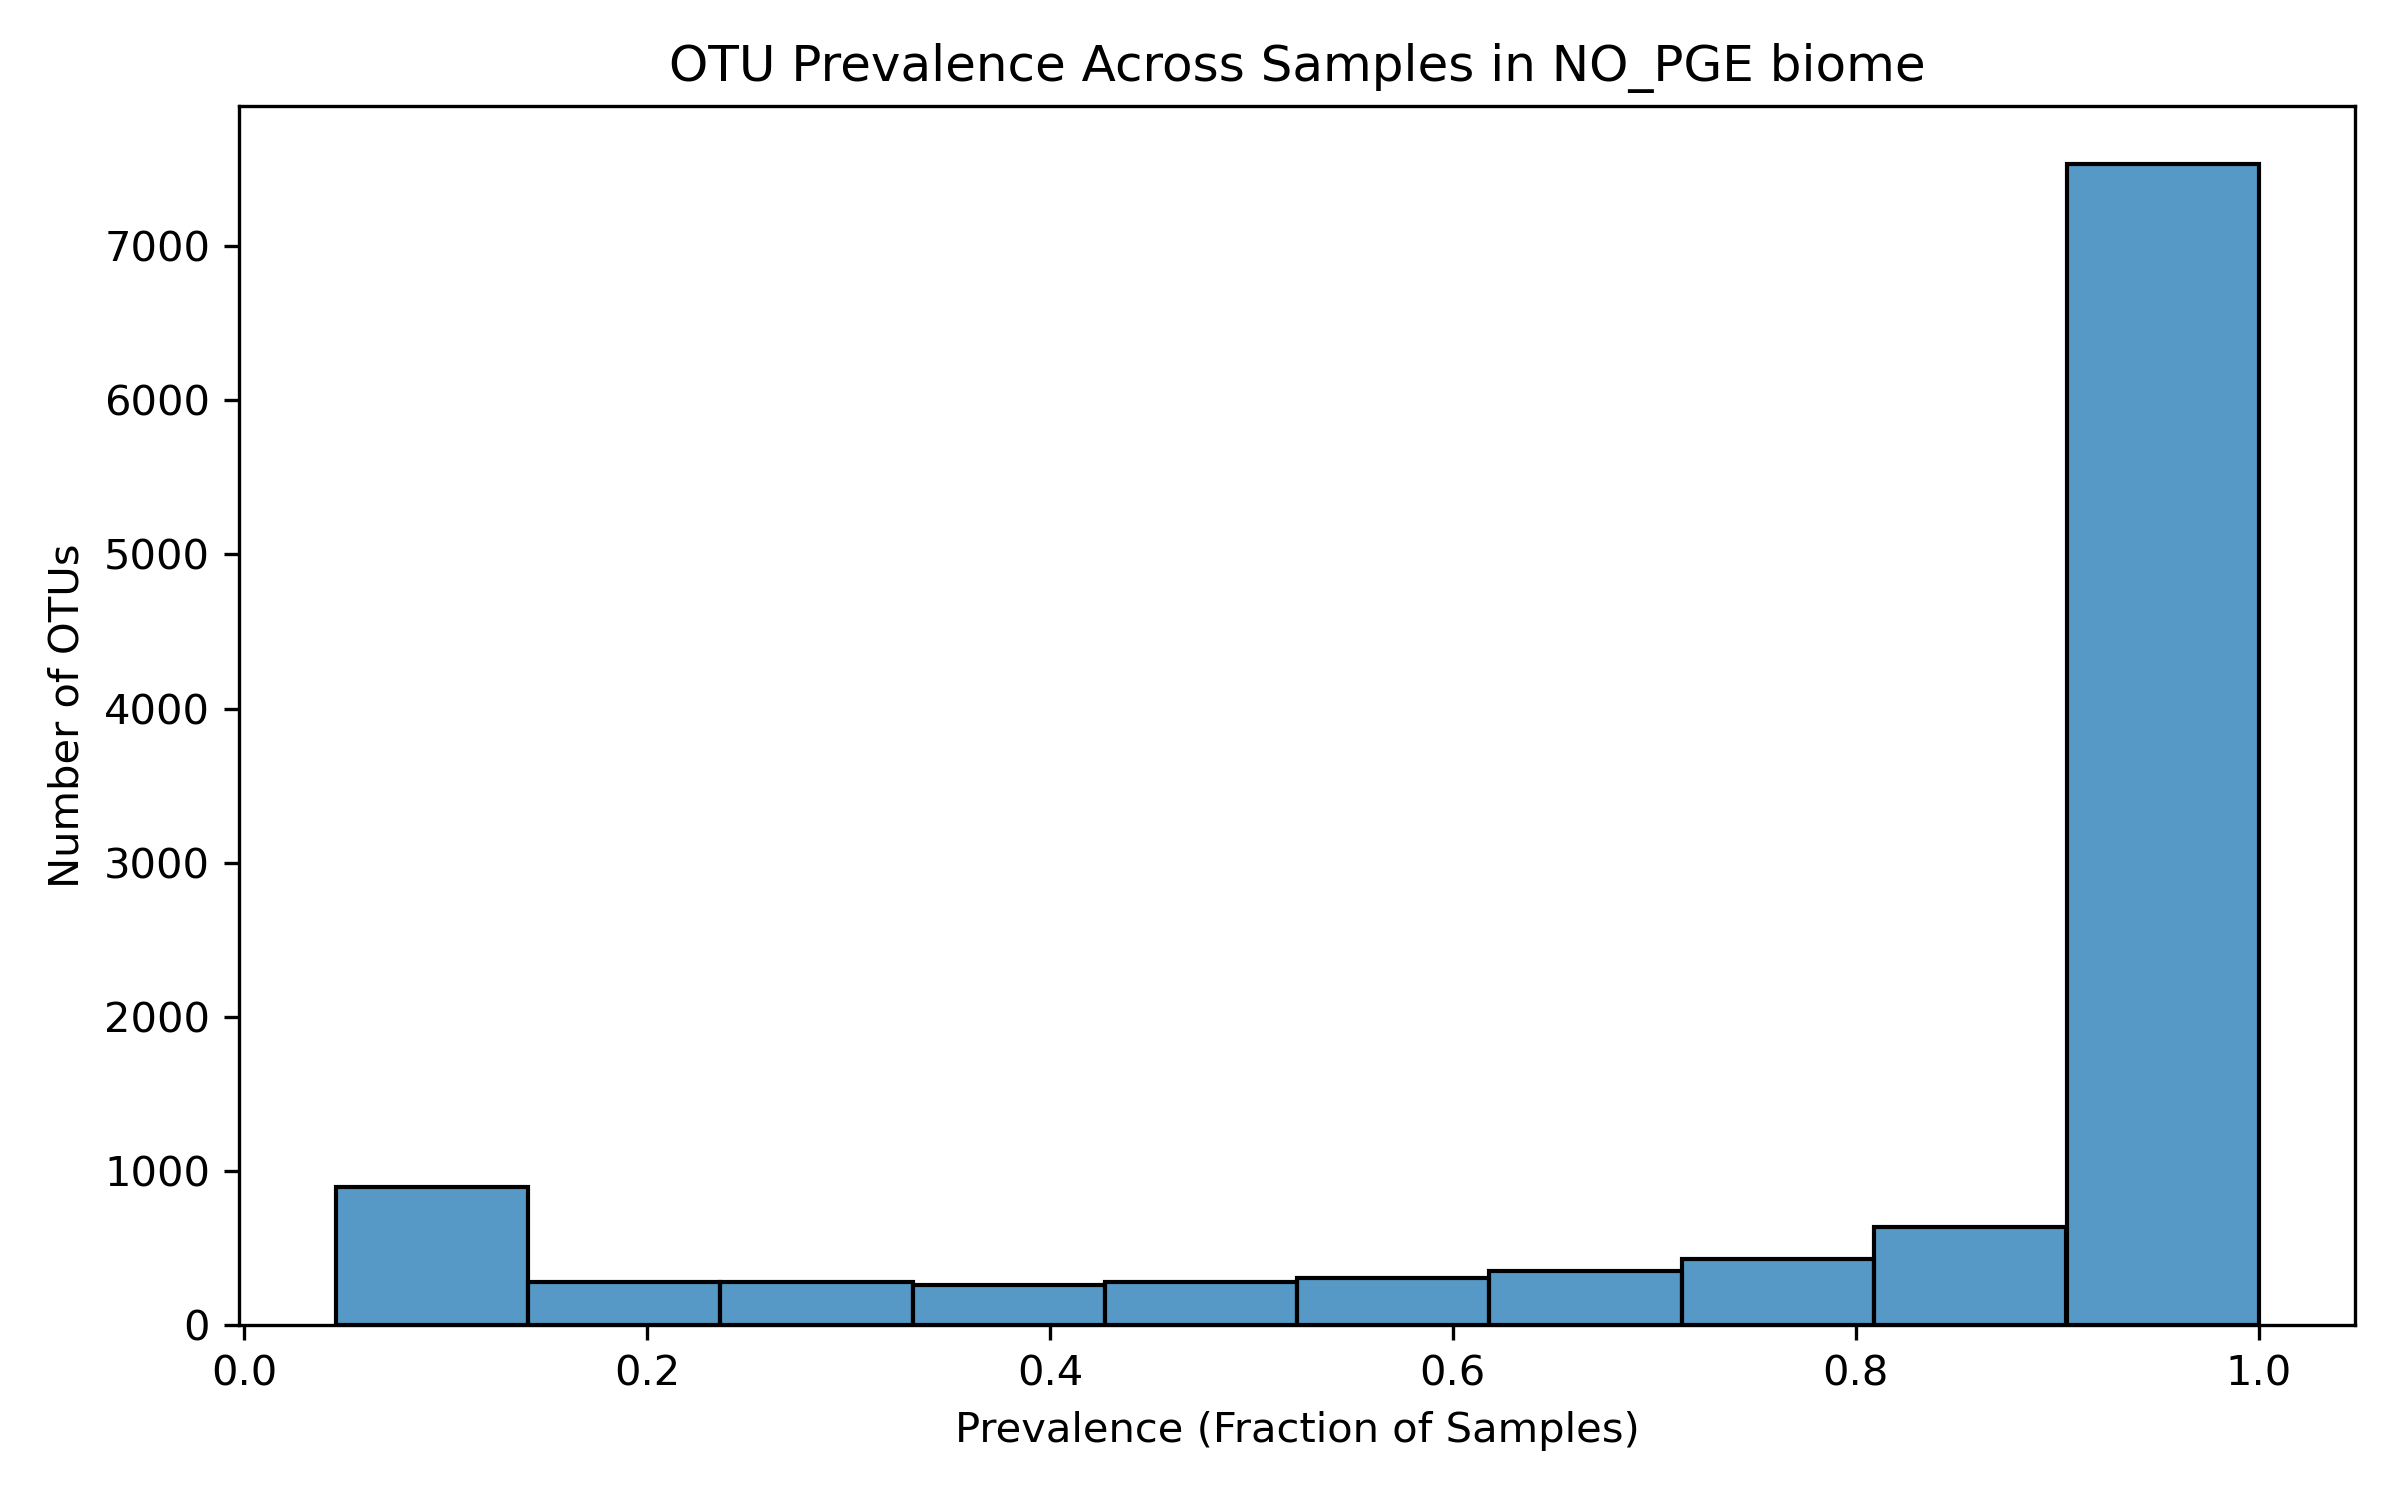 OTU Prevalence Across Samples in NO_PGE biome
Number of OTUs
7000
6000
5000
4000
3000
2000
1000
0
0.0 0.2 0.4 0.6 0.8 1.0
Prevalence (Fraction of Samples)